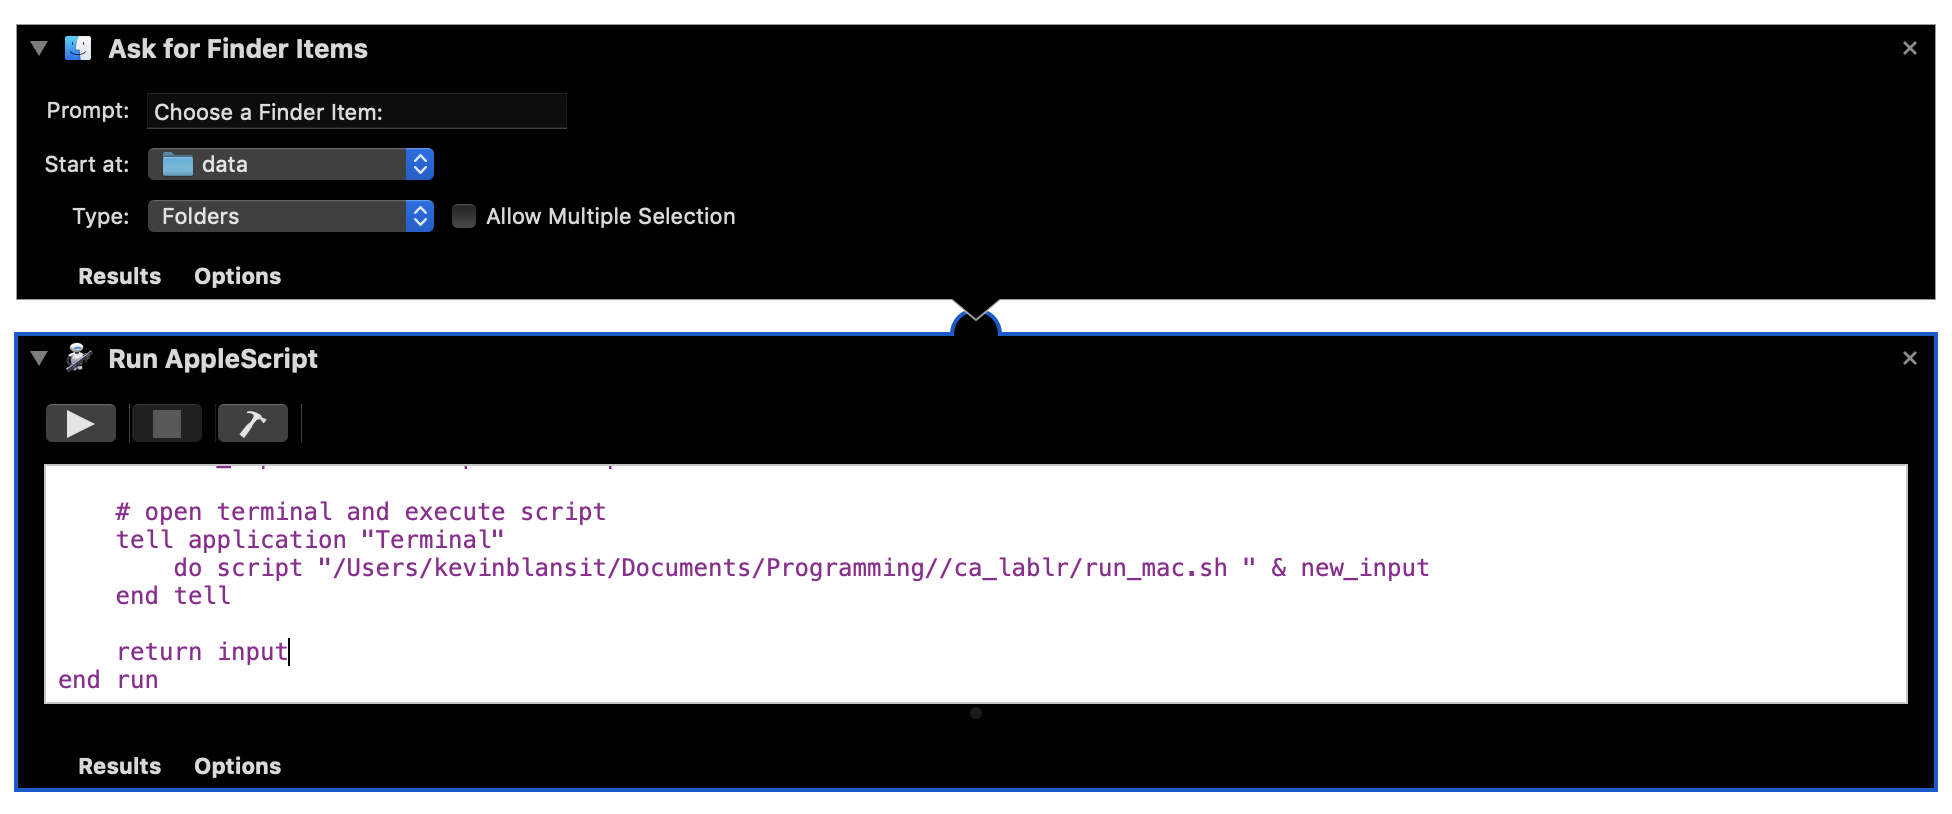 Ask for Finder Items
Prompt: Choose a Finder Item:
Start at: data
Type: Folders Allow Multiple Selection
Results Options
Run AppleScript
# open terminal and execute script
tell application "Terminal"
do script "/Users/kevinblansit/Documents/Programming//ca_lablr/run_mac.sh " & new_input
end tell
return input
end run
Results Options